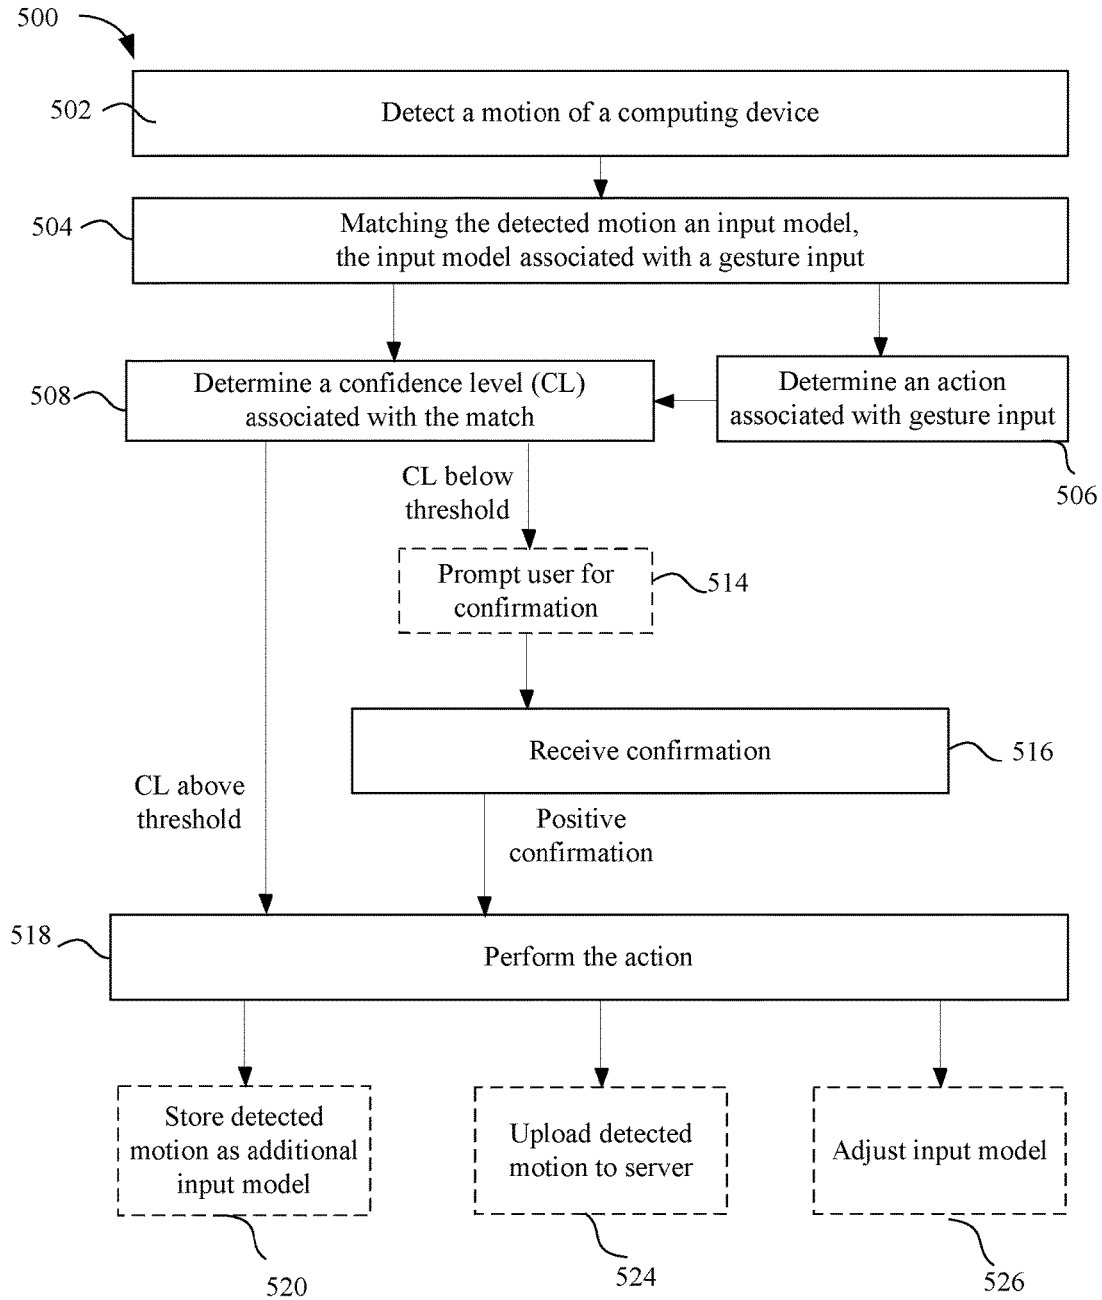 500
502
Detect a motion of a computing device
504
Matching the detected motion an input model,
the input model associated with a gesture input
508
Determine a confidence level (CL)
associated with the match
Determine an action
associated with gesture input
506
CL below
threshold
Prompt user for
confirmation
514
Receive confirmation
516
CL above
threshold
Positive
confirmation
518
Perform the action
Store detected
motion as additional
input model
Upload detected
motion to server
Adjust input model
520
524
526